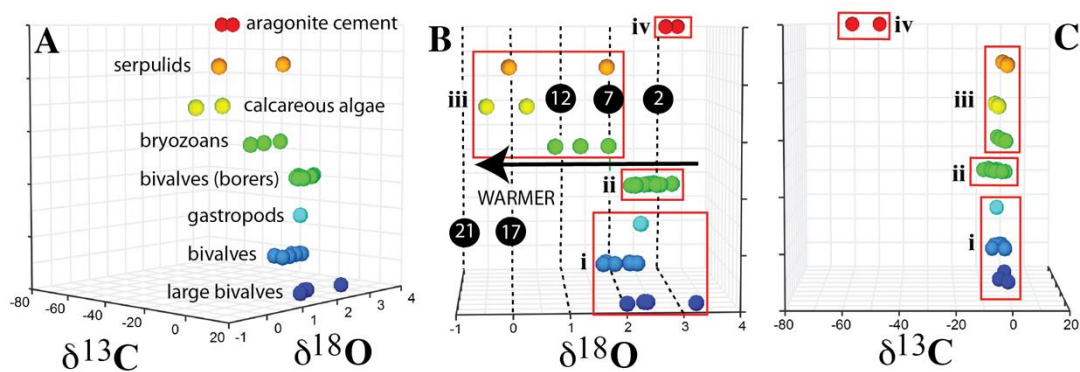 A
aragonite cement
serpulids
calcareous algae
bryozoans
bivalves (borers)
gastropods
bivalves
large bivalves
-80
-60
-40
-20
0
20
-1
0
1
2
3
4
δ13C
δ18O
B
iv
iii
12
7
2
ii
WARMER
21
17
i
-1
0
2
3
4
δ18O
C
iv
iii
ii
i
-80
-60
-40
-20
0
20
δ13C